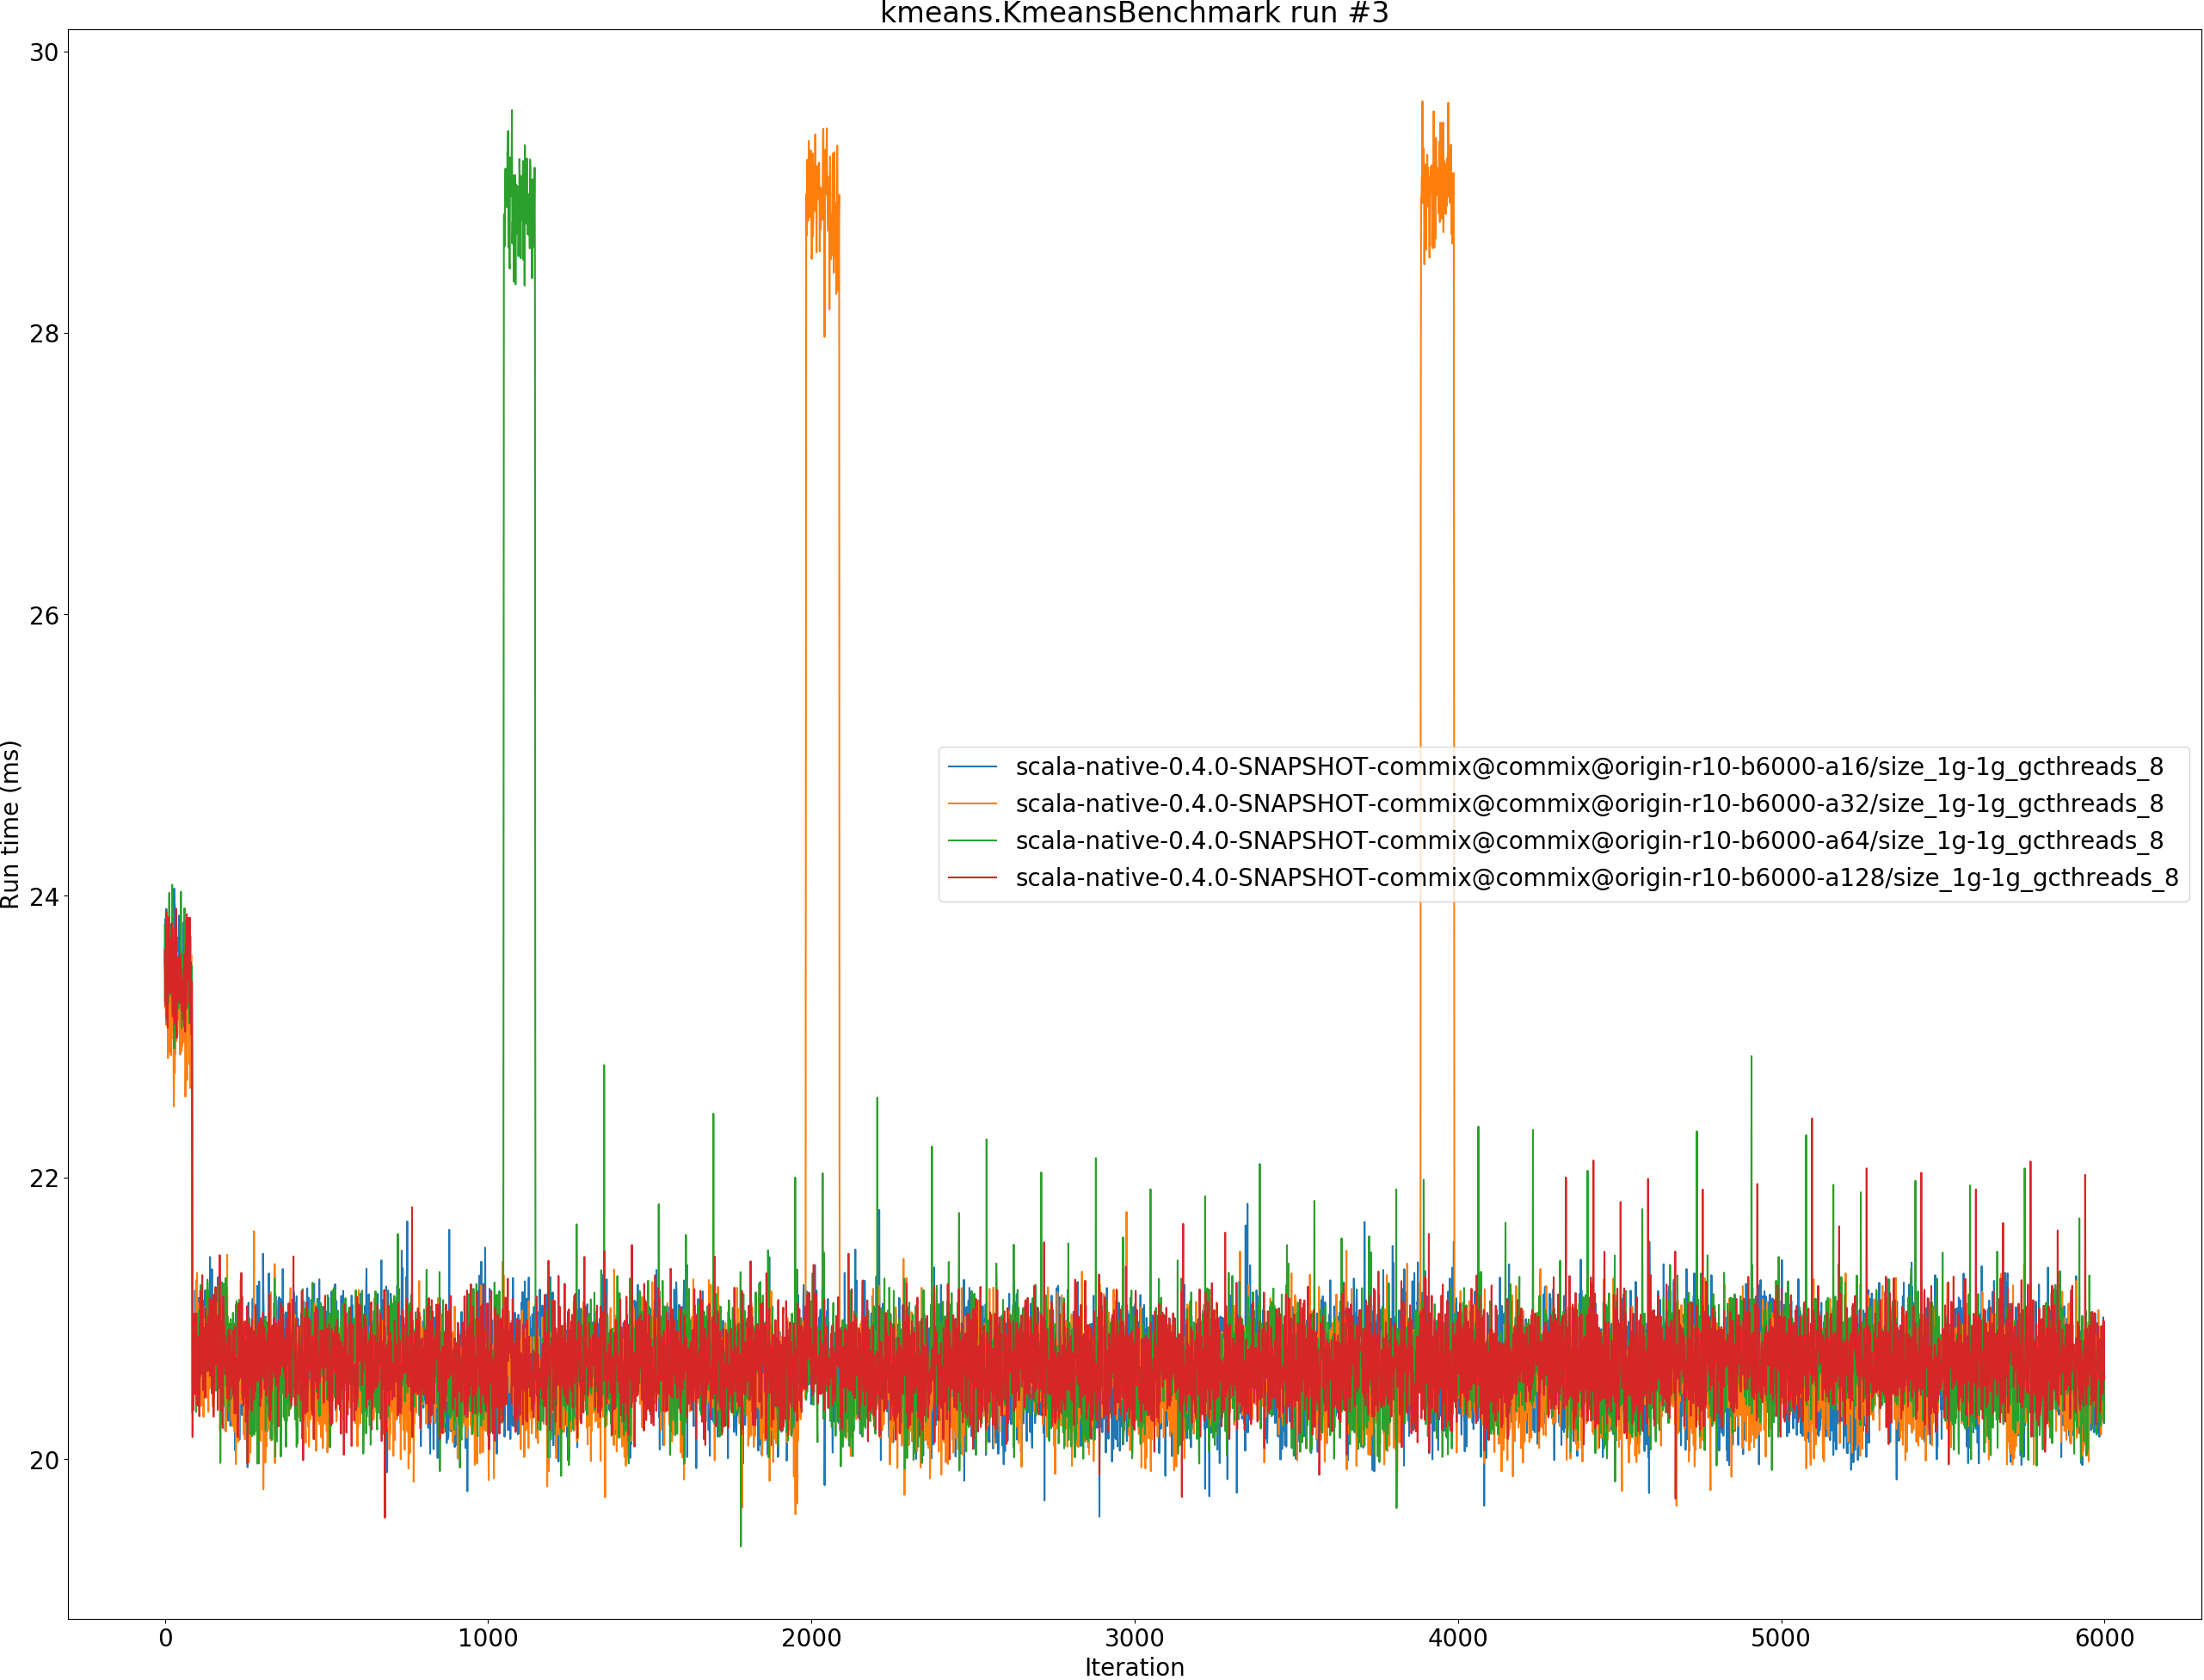 kmeans.KmeansBenchmark run #3
30
28
26
24
22
20
Run time (ms)
scala-native-0.4.0-SNAPSHOT-commix@commix@origin-r10-b6000-a16/size_1g-1g_gcthreads_8
scala-native-0.4.0-SNAPSHOT-commix@commix@origin-r10-b6000-a32/size_1g-1g_gcthreads_8
scala-native-0.4.0-SNAPSHOT-commix@commix@origin-r10-b6000-a64/size_1g-1g_gcthreads_8
scala-native-0.4.0-SNAPSHOT-commix@commix@origin-r10-b6000-a128/size_1g-1g_gcthreads_8
0 1000 2000 3000 4000 5000 6000
Iteration